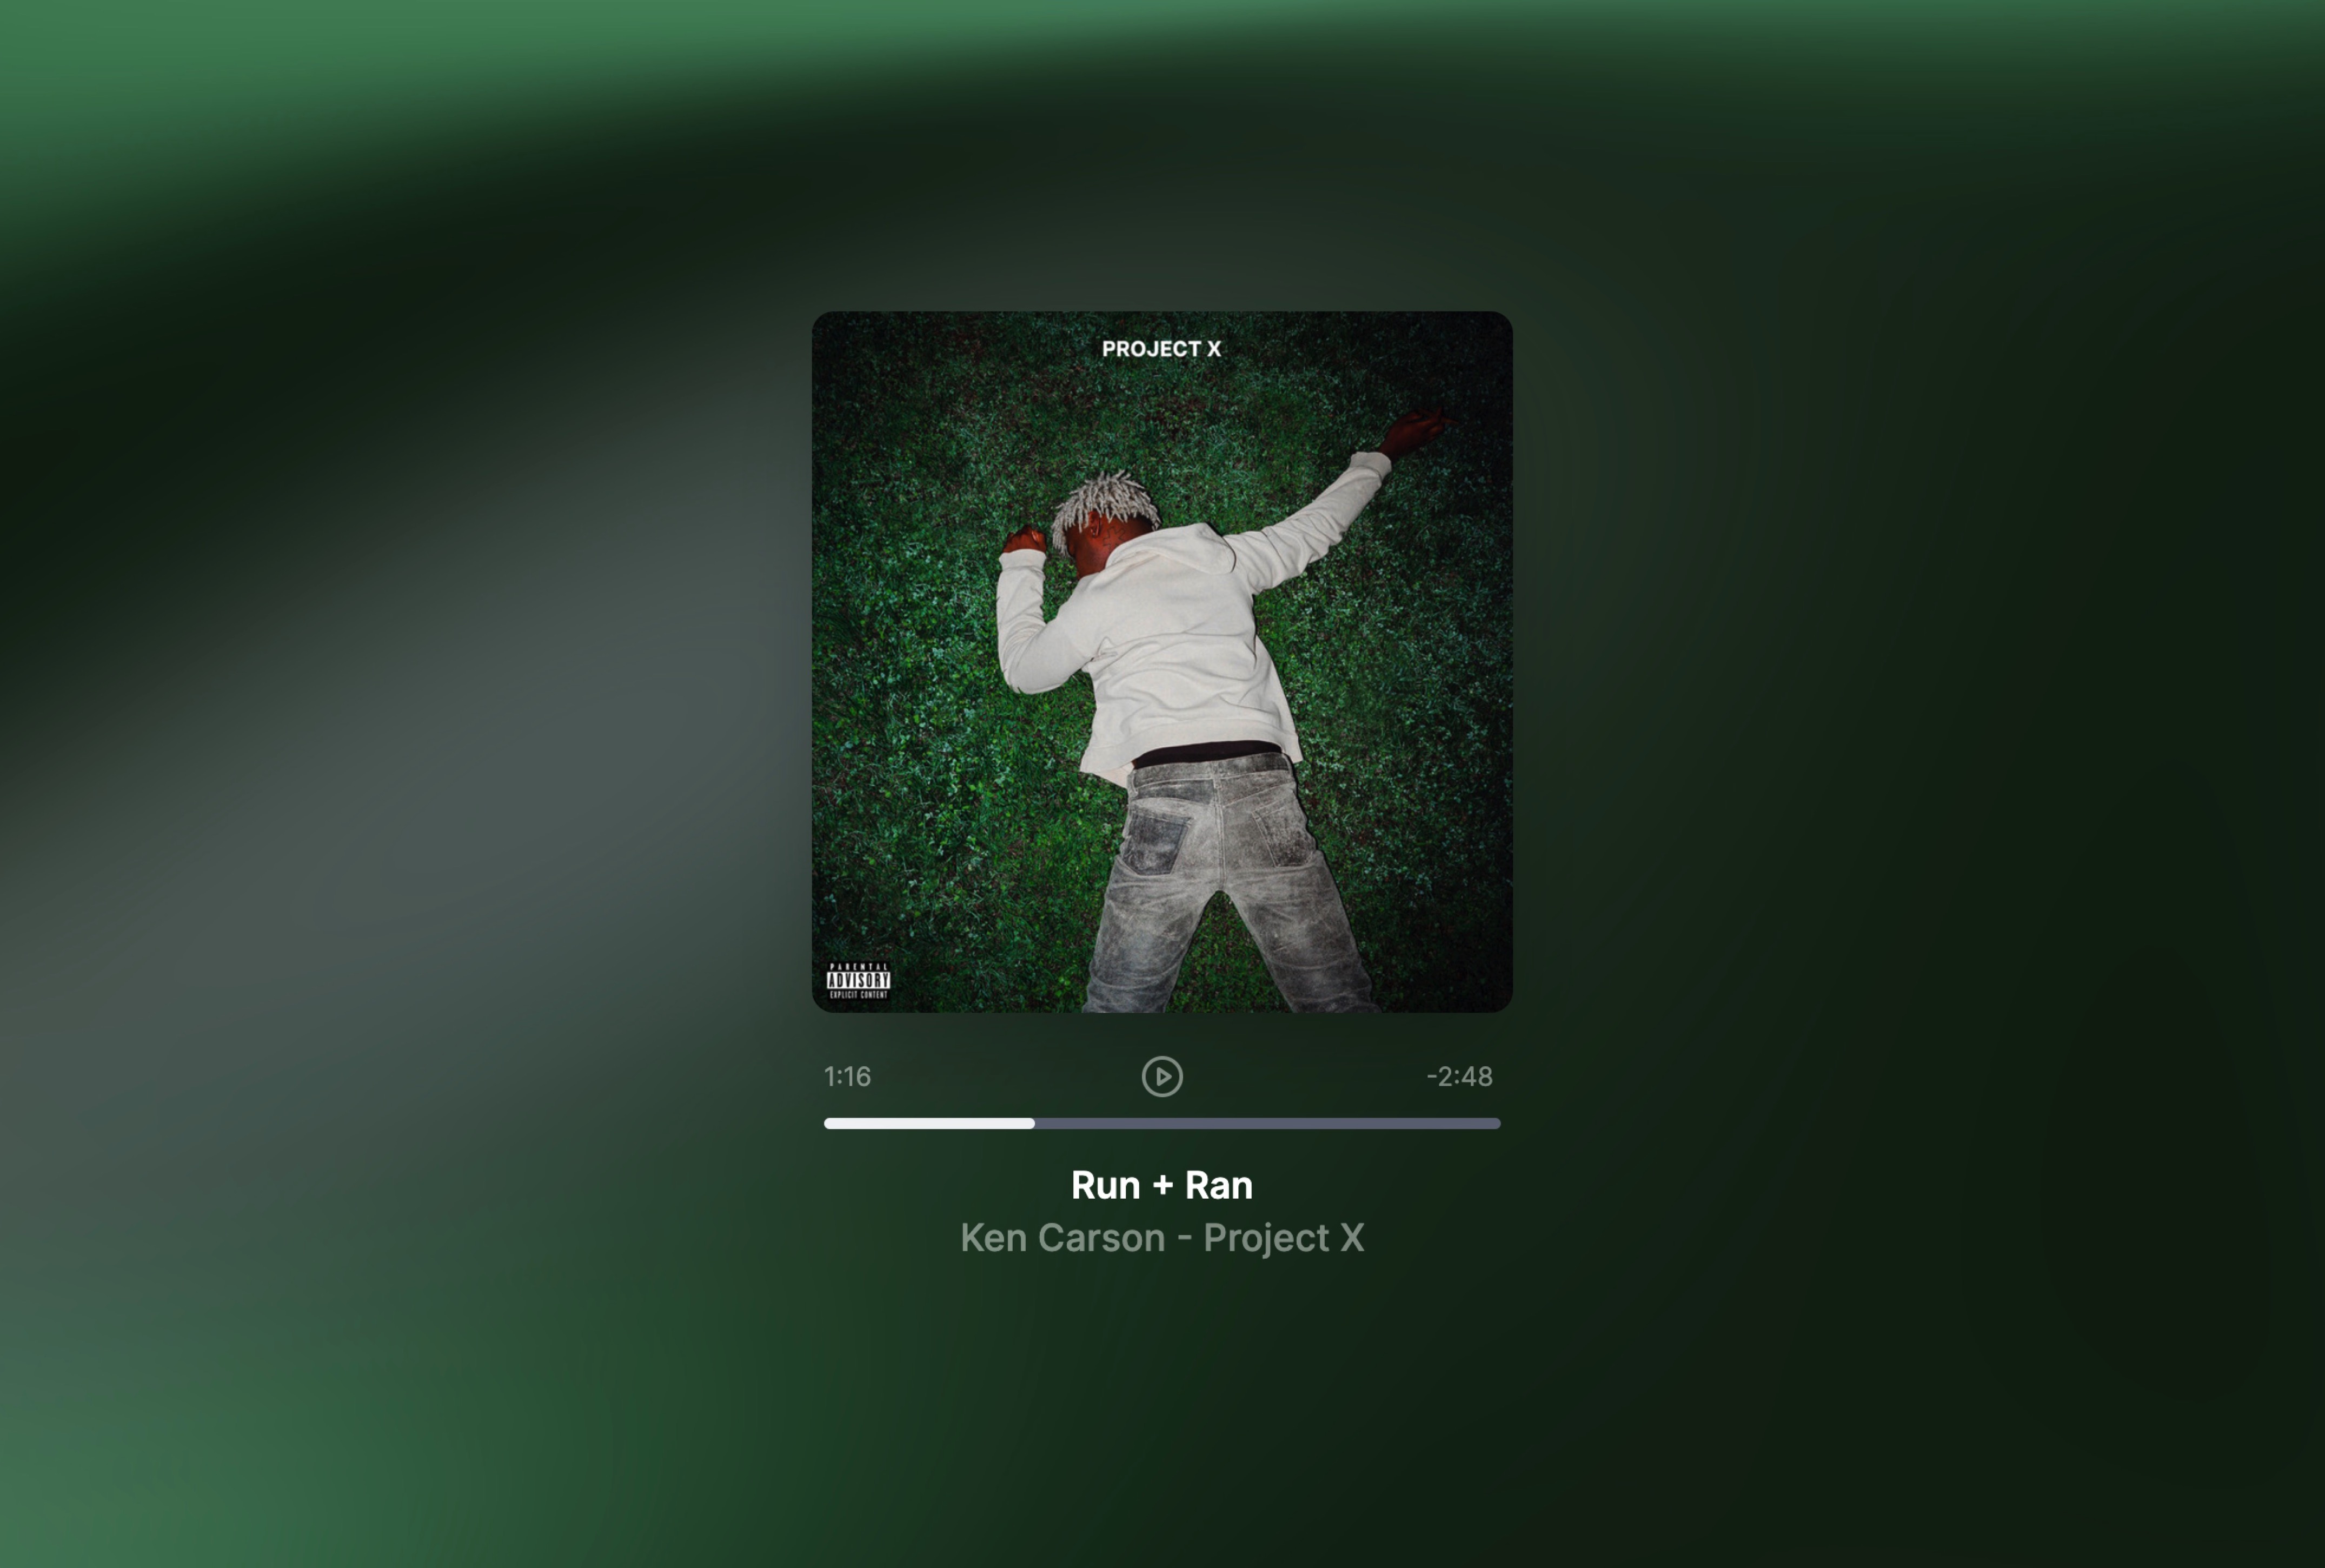 PROJECT X
PARENTAL
ADVISORY
EXPLICIT CONTENT
1:16 -2:48
Run + Ran
Ken Carson - Project X